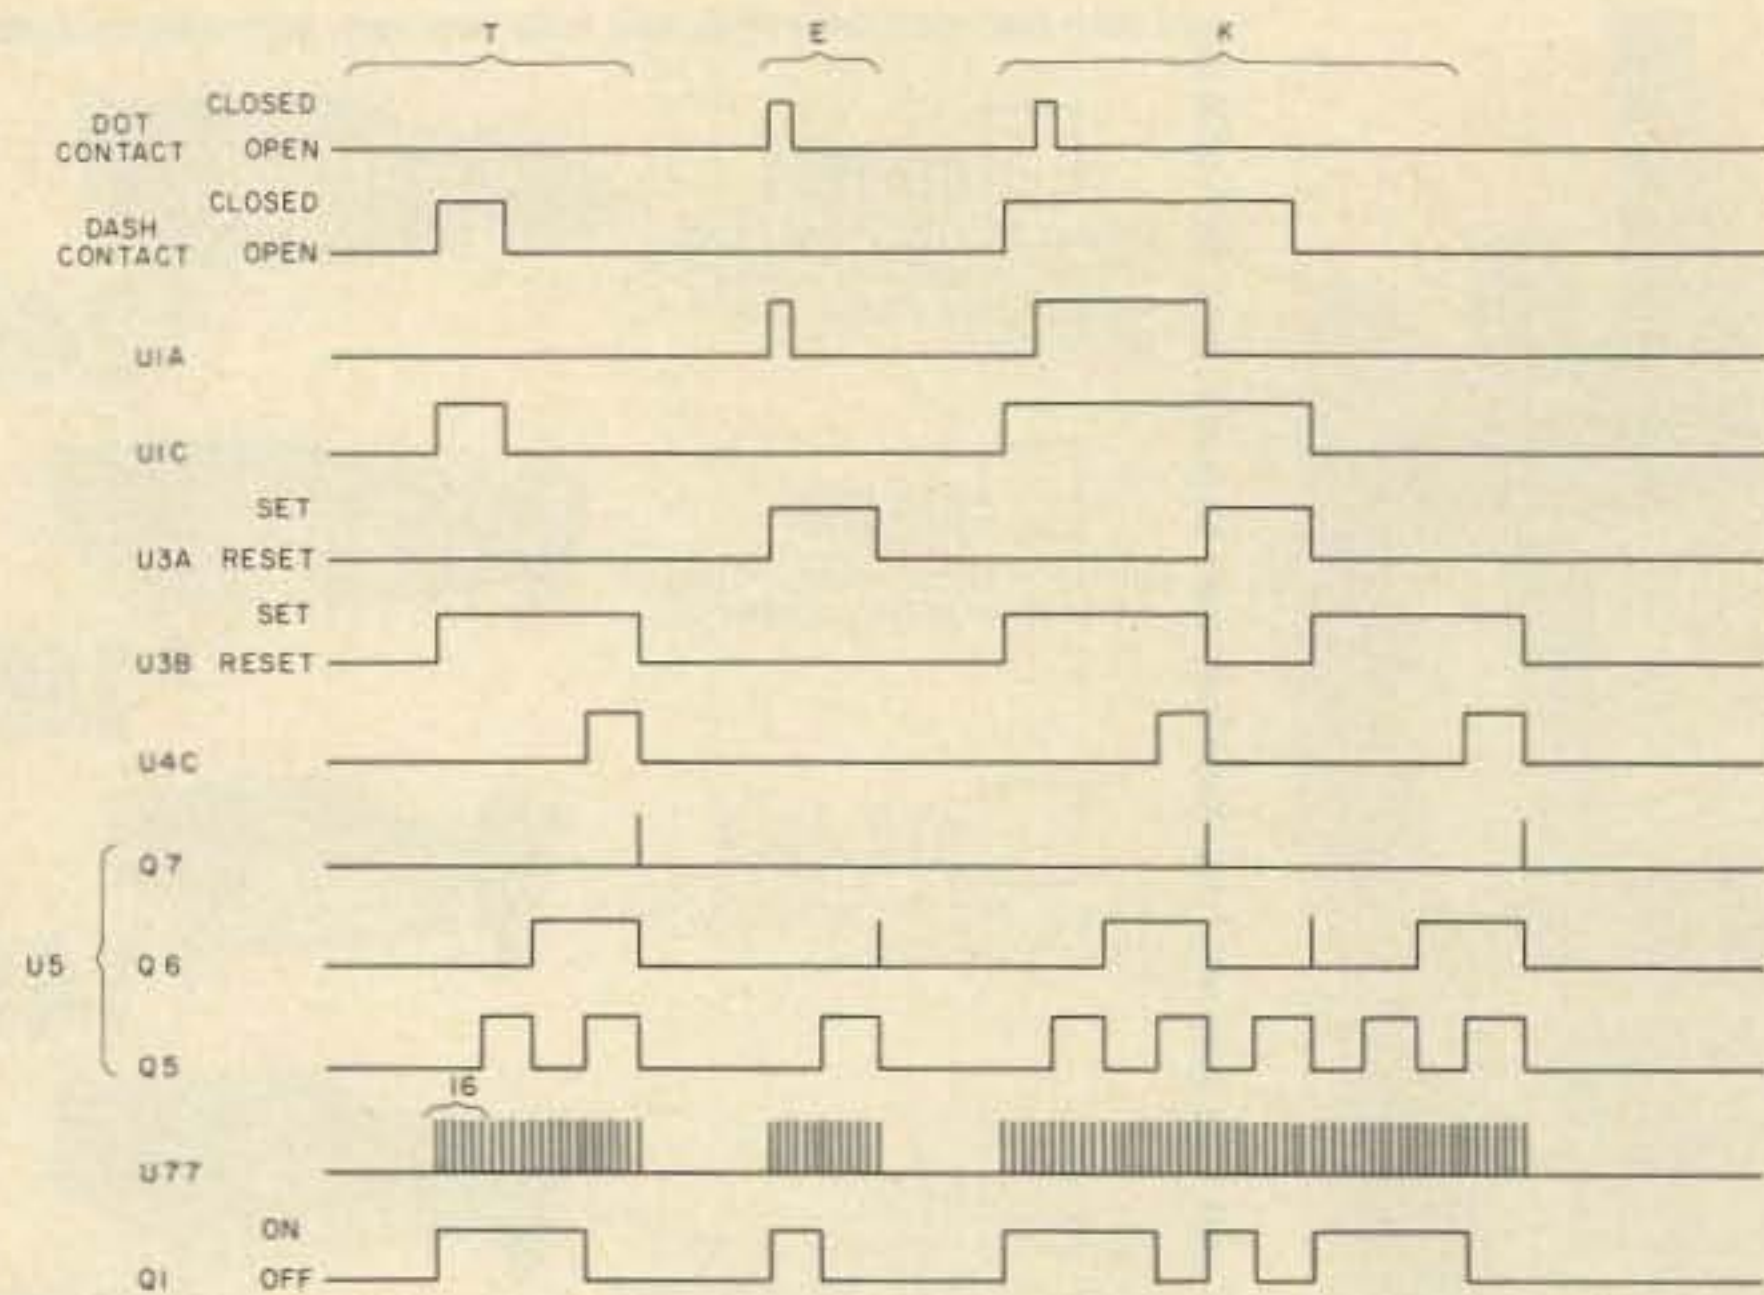 T E K
CLOSED
DOT
CONTACT OPEN
CLOSED
DASH
CONTACT OPEN
U1A
U1C
SET
U3A RESET
SET
U3B RESET
U4C
Q7
U5 Q6
Q5
16
U77
ON
Q1 OFF